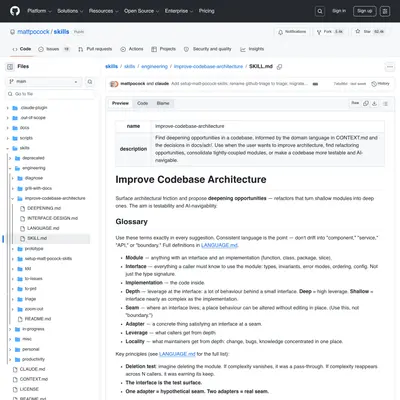 Platform
Solutions
Resources
Open Source
Enterprise
Pricing
mattpocock / skills
Public
Code
Issues
Pull requests
Actions
Projects
Security and quality
Insights
Files
main
Go to file
.claude-plugin
.out-of-scope
docs
scripts
skills
deprecated
engineering
diagnose
grill-with-docs
improve-codebase-architecture
DEEPENING.md
INTERFACE-DESIGN.md
LANGUAGE.md
SKILL.md
prototype
setup-matt-pocock-skills
tdd
to-issues
to-prd
triage
zoom-out
README.md
in-progress
misc
personal
productivity
CLAUDE.md
CONTEXT.md
LICENSE
README.md
skills / skills / engineering / improve-codebase-architecture / SKILL.md
mattpocock and claude
Preview
Code
Blame
name
improve-codebase-architecture
description
Find deepening opportunities in a codebase, informed by the domain language in CONTEXT.md and
the decisions in docs/adr/. Use when the user wants to improve architecture, find refactoring
opportunities, consolidate tightly-coupled modules, or make a codebase more testable and AI-
navigable.
Improve Codebase Architecture
Surface architectural friction and propose deepening opportunities — refactors that turn shallow modules into deep
ones. The aim is testability and AI-navigability.
Glossary
Use these terms exactly in every suggestion. Consistent language is the point — don't drift into "component," "service,"
"API," or "boundary." Full definitions in LANGUAGE.md.
• Module — anything with an interface and an implementation (function, class, package, slice).
• Interface — everything a caller must know to use the module: types, invariants, error modes, ordering, config. Not
just the type signature.
• Implementation — the code inside.
• Depth — leverage at the interface: a lot of behaviour behind a small interface. Deep = high leverage. Shallow =
interface nearly as complex as the implementation.
• Seam — where an interface lives; a place behaviour can be altered without editing in place. (Use this, not
"boundary.")
• Adapter — a concrete thing satisfying an interface at a seam.
• Leverage — what callers get from depth.
• Locality — what maintainers get from depth: change, bugs, knowledge concentrated in one place.
Key principles (see LANGUAGE.md for the full list):
• Deletion test: imagine deleting the module. If complexity vanishes, it was a pass-through. If complexity reappears
across N callers, it was earning its keep.
• The interface is the test surface.
• One adapter = hypothetical seam. Two adapters = real seam.